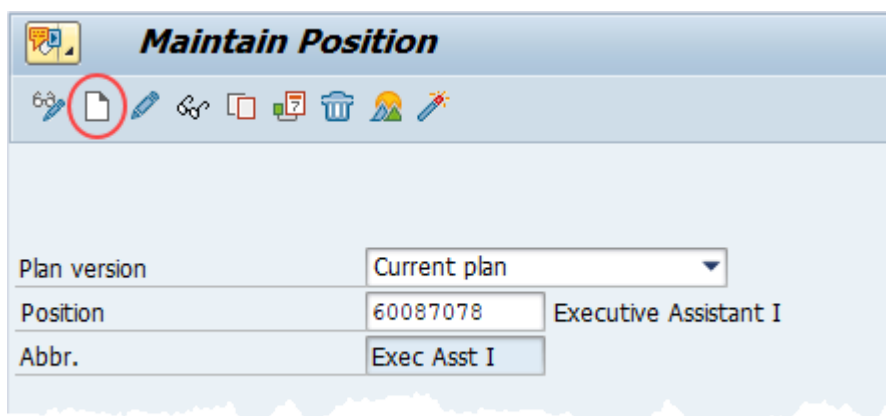 Maintain Position
Plan version Current plan
Position 60087078 Executive Assistant I
Abbr. Exec Asst I